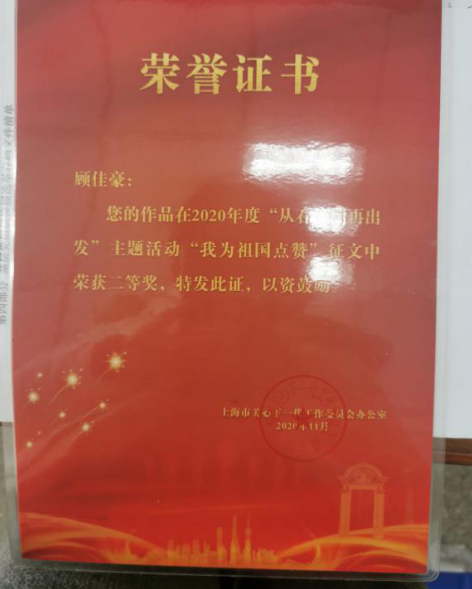 荣誉证书
顾佳豪：
您的作品在2020年度“从石 再出
发”主题活动“我为祖国点赞”征文中
荣获二等奖，特发此证，以资鼓励。
上海市关心下一代工作委员会办公室
2020年11月